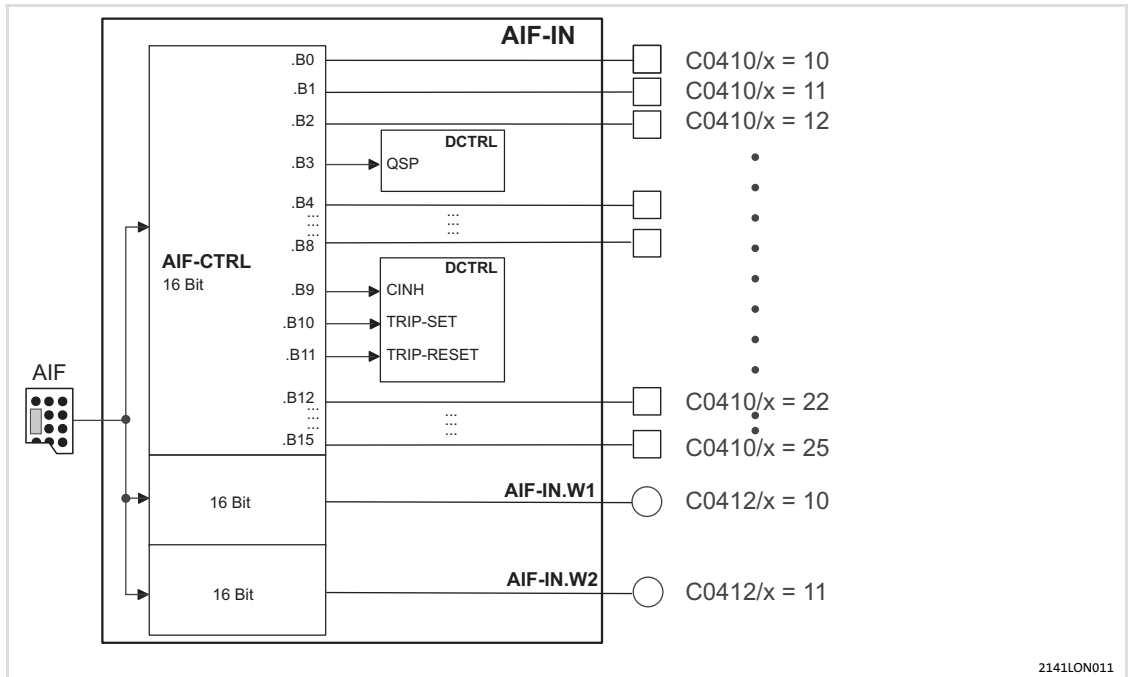 AIF-IN
.B0
C0410/x = 10
.B1
C0410/x = 11
.B2
C0410/x = 12
DCTRL
.B3
QSP
.B4
...
...
...
...
.B8
AIF-CTRL
16 Bit
DCTRL
.B9
CINH
.B10
TRIP-SET
.B11
TRIP-RESET
AIF
.B12
C0410/x = 22
...
...
...
...
.B15
C0410/x = 25
16 Bit
AIF-IN.W1
C0412/x = 10
16 Bit
AIF-IN.W2
C0412/x = 11
2141LON011